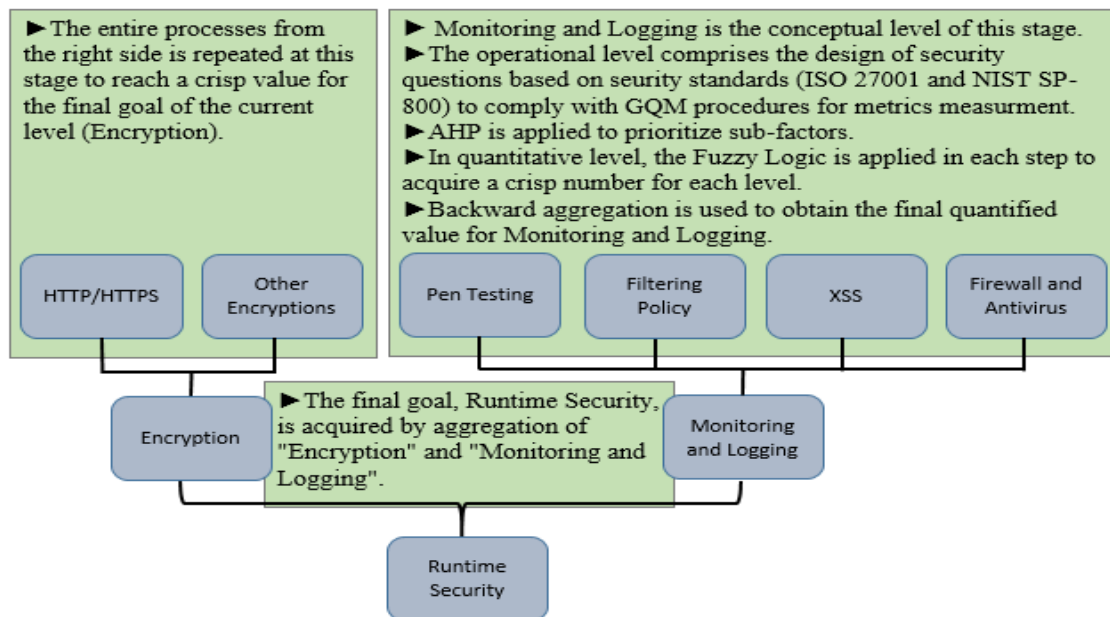 ►The entire processes from
the right side is repeated at this
stage to reach a crisp value for
the final goal of the current
level (Encryption).
► Monitoring and Logging is the conceptual level of this stage.
►The operational level comprises the design of security
questions based on seurity standards (ISO 27001 and NIST SP-
800) to comply with GQM procedures for metrics measurment.
►AHP is applied to prioritize sub-factors.
►In quantitative level, the Fuzzy Logic is applied in each step to
acquire a crisp number for each level.
►Backward aggregation is used to obtain the final quantified
value for Monitoring and Logging.
HTTP/HTTPS
Other
Encryptions
Pen Testing
Filtering
Policy
XSS
Firewall and
Antivirus
Encryption
►The final goal, Runtime Security,
is acquired by aggregation of
"Encryption" and "Monitoring and
Logging".
Monitoring
and Logging
Runtime
Security